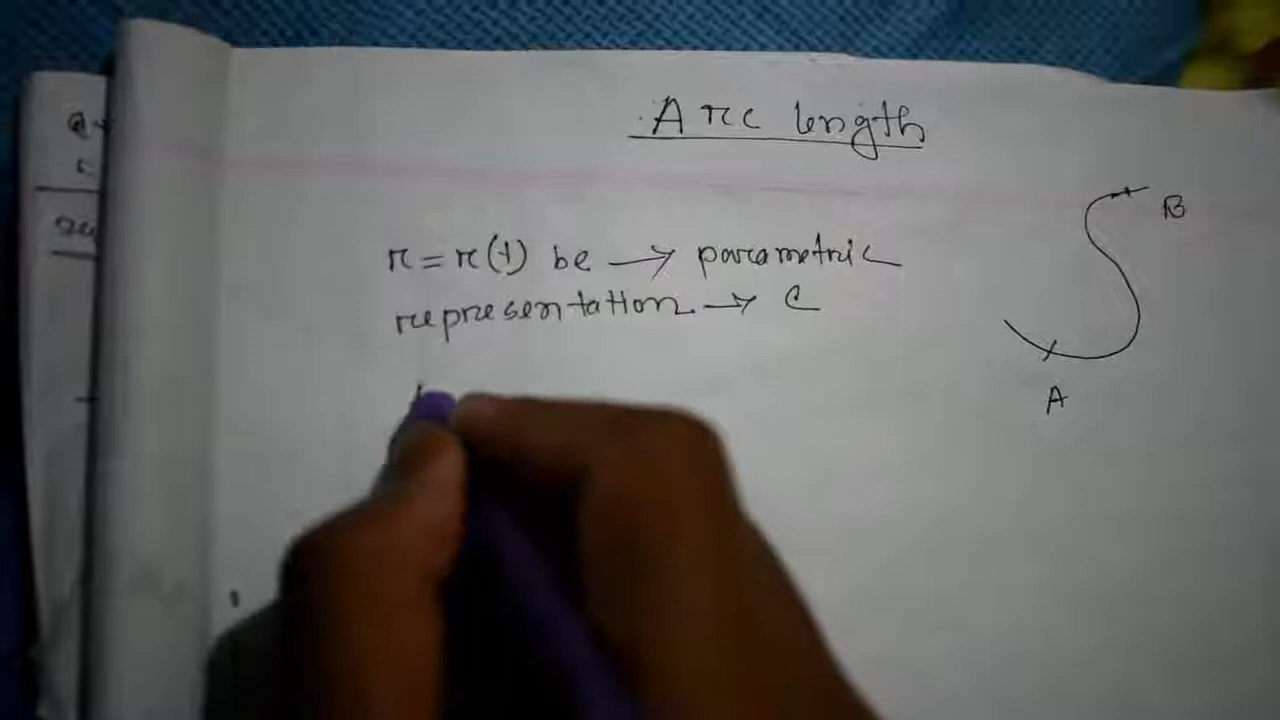 Arc length
B
r = r(t) be → parametric
representation → C
A